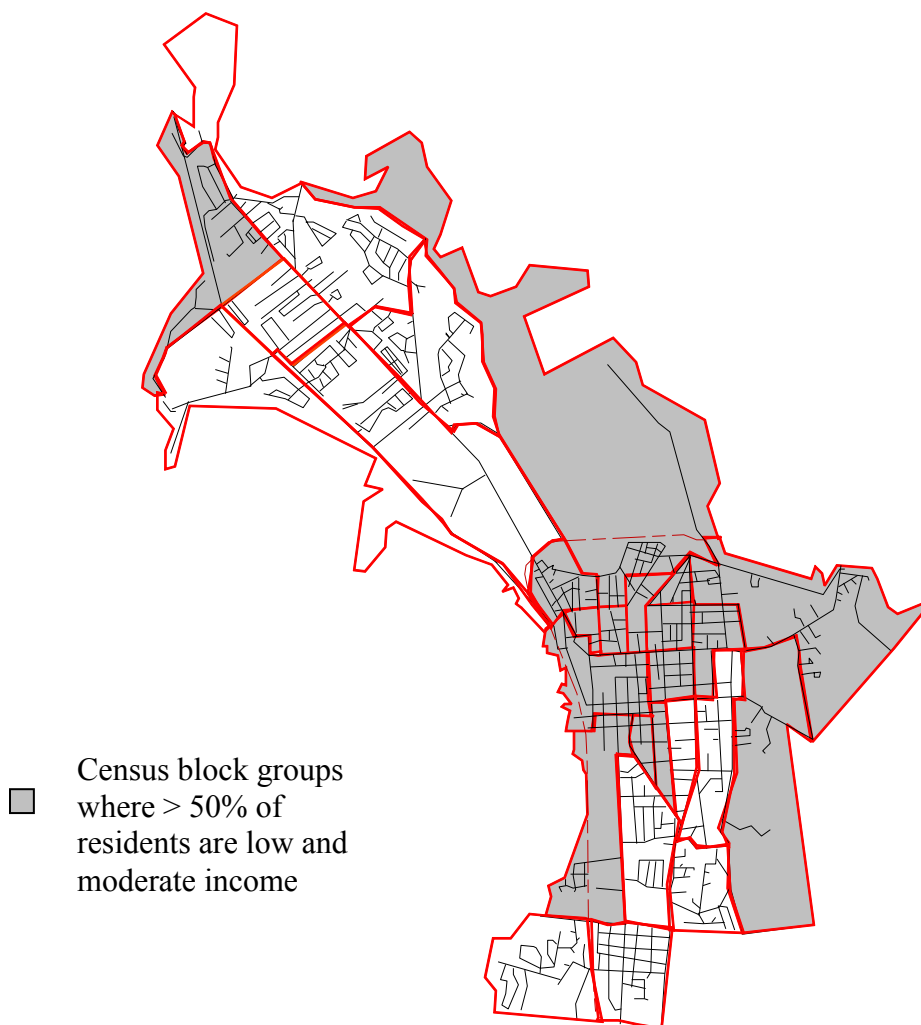 Census block groups
where > 50% of
residents are low and
moderate income